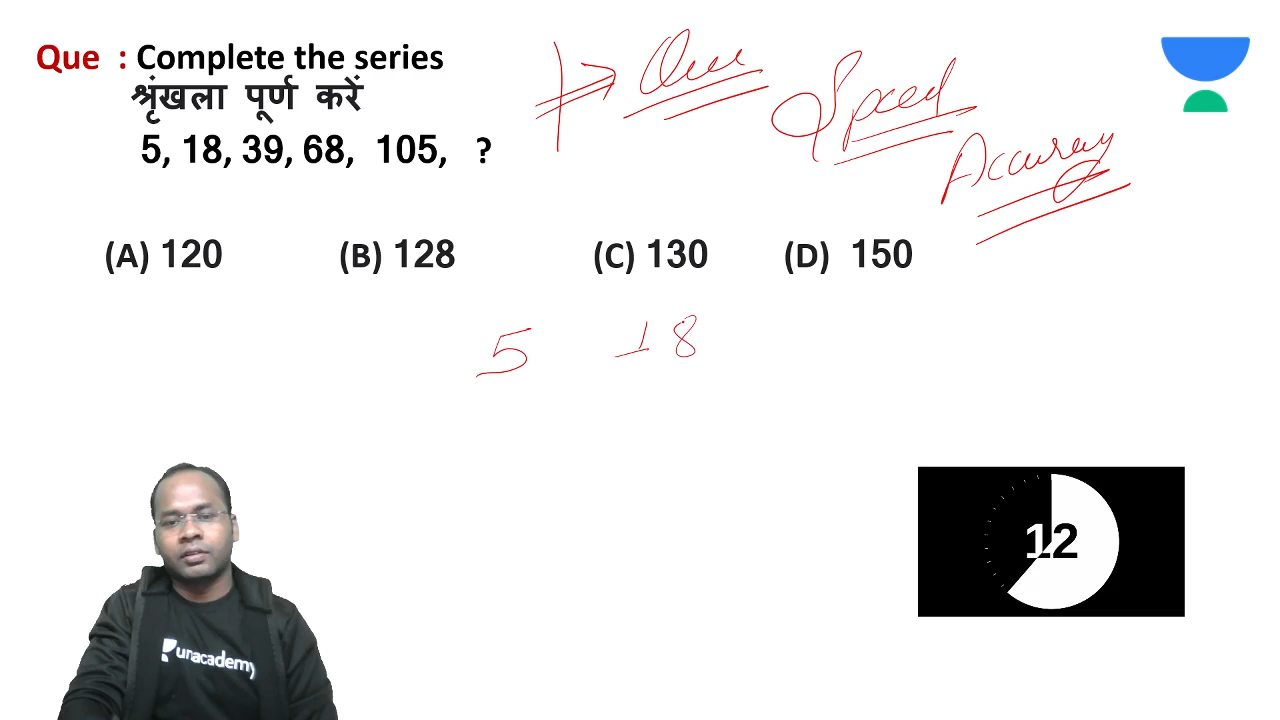 Que : Complete the series
श्रृंखला पूर्ण करें
5, 18, 39, 68, 105, ?
Speed
Accuracy
(A) 120 (B) 128 (C) 130 (D) 150
5 18
12
unacademy